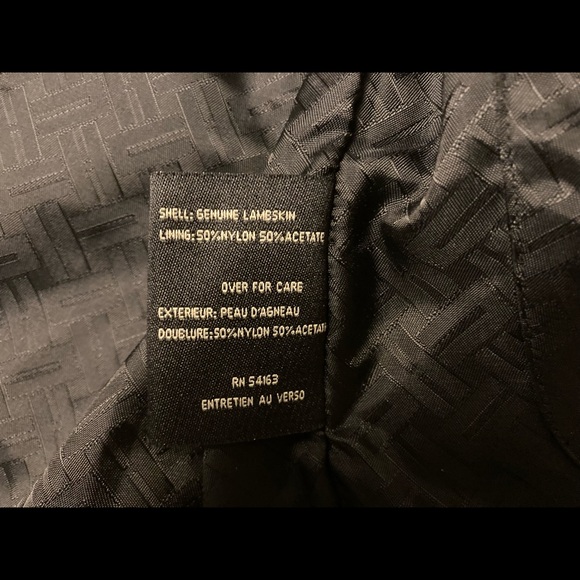 SHELL: GENUINE LAMBSKIN
LINING: 50%NYLON 50%ACETATE
OVER FOR CARE
EXTERIEUR: PEAU D'AGNEAU
DOUBLURE: 50%NYLON 50%ACETAT
RN 54163
ENTRETIEN AU VERSO